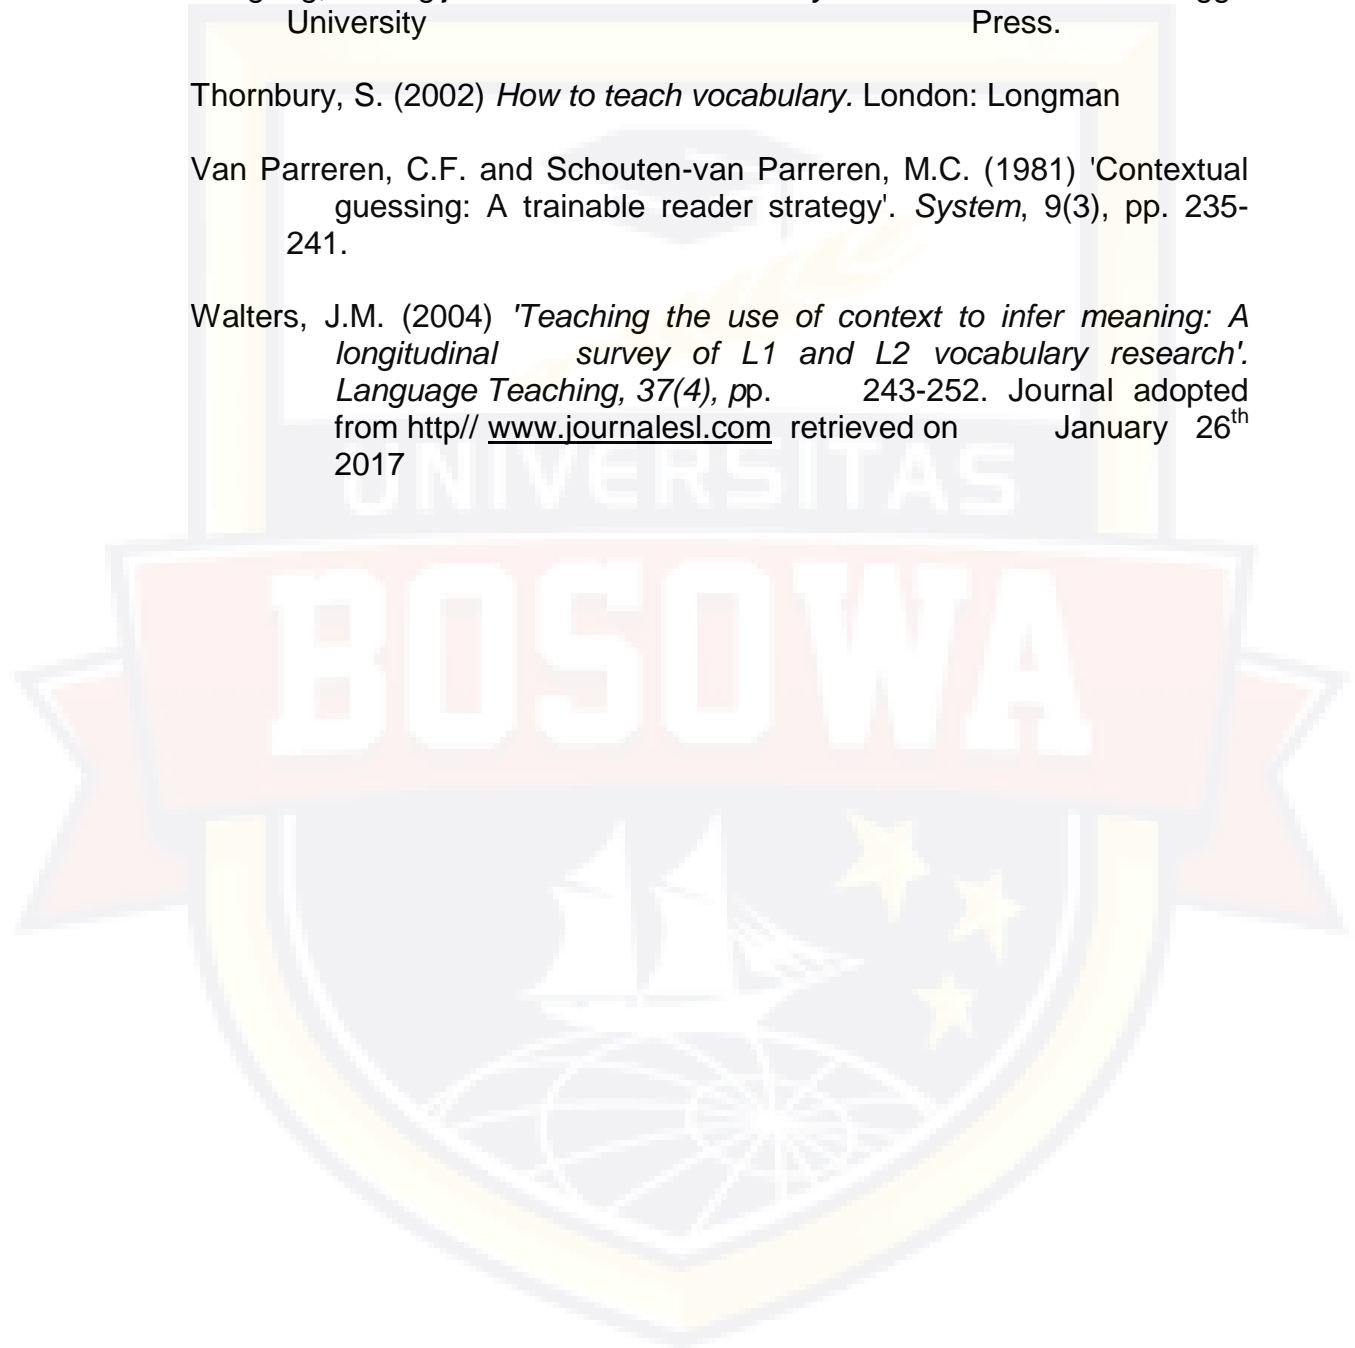 University Press.
Thornbury, S. (2002) How to teach vocabulary. London: Longman
Van Parreren, C.F. and Schouten-van Parreren, M.C. (1981) 'Contextual
guessing: A trainable reader strategy'. System, 9(3), pp. 235-
241.
Walters, J.M. (2004) 'Teaching the use of context to infer meaning: A
longitudinal survey of L1 and L2 vocabulary research'.
Language Teaching, 37(4), pp. 243-252. Journal adopted
from http// www.journalesl.com retrieved on January 26th
2017
UNIVERSITAS
BOSOWA